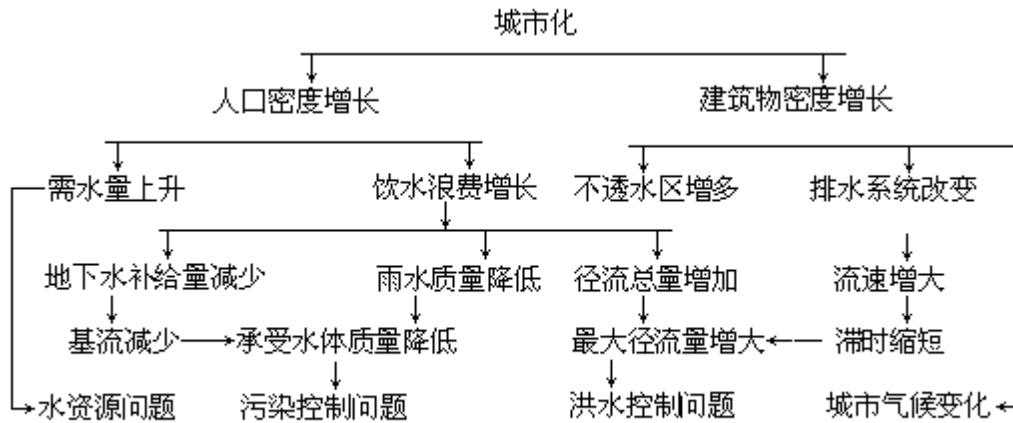 城市化
人口密度增长 建筑物密度增长
需水量上升 饮水浪费增长 不透水区增多 排水系统改变
地下水补给量减少 雨水质量降低 径流总量增加 流速增大
基流减少 承受水体质量降低 最大径流量增大 滞时缩短
水资源问题 污染控制问题 洪水控制问题 城市气候变化